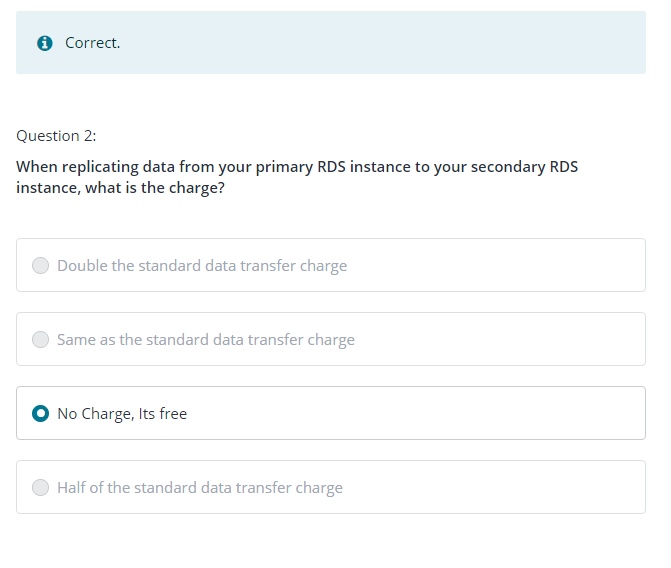 Correct.
Question 2:
When replicating data from your primary RDS instance to your secondary RDS
instance, what is the charge?
Double the standard data transfer charge
Same as the standard data transfer charge
No Charge, Its free
Half of the standard data transfer charge